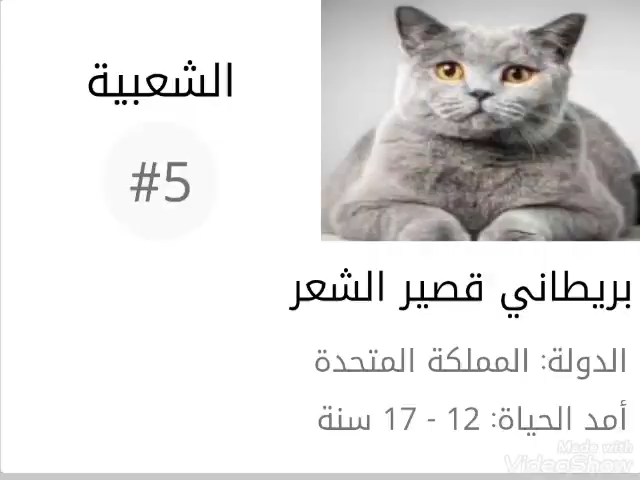 الشعبية
#5
بريطاني قصير الشعر
الدولة: المملكة المتحدة
أمد الحياة: 12 - 17 سنة
Made with
VideoShow